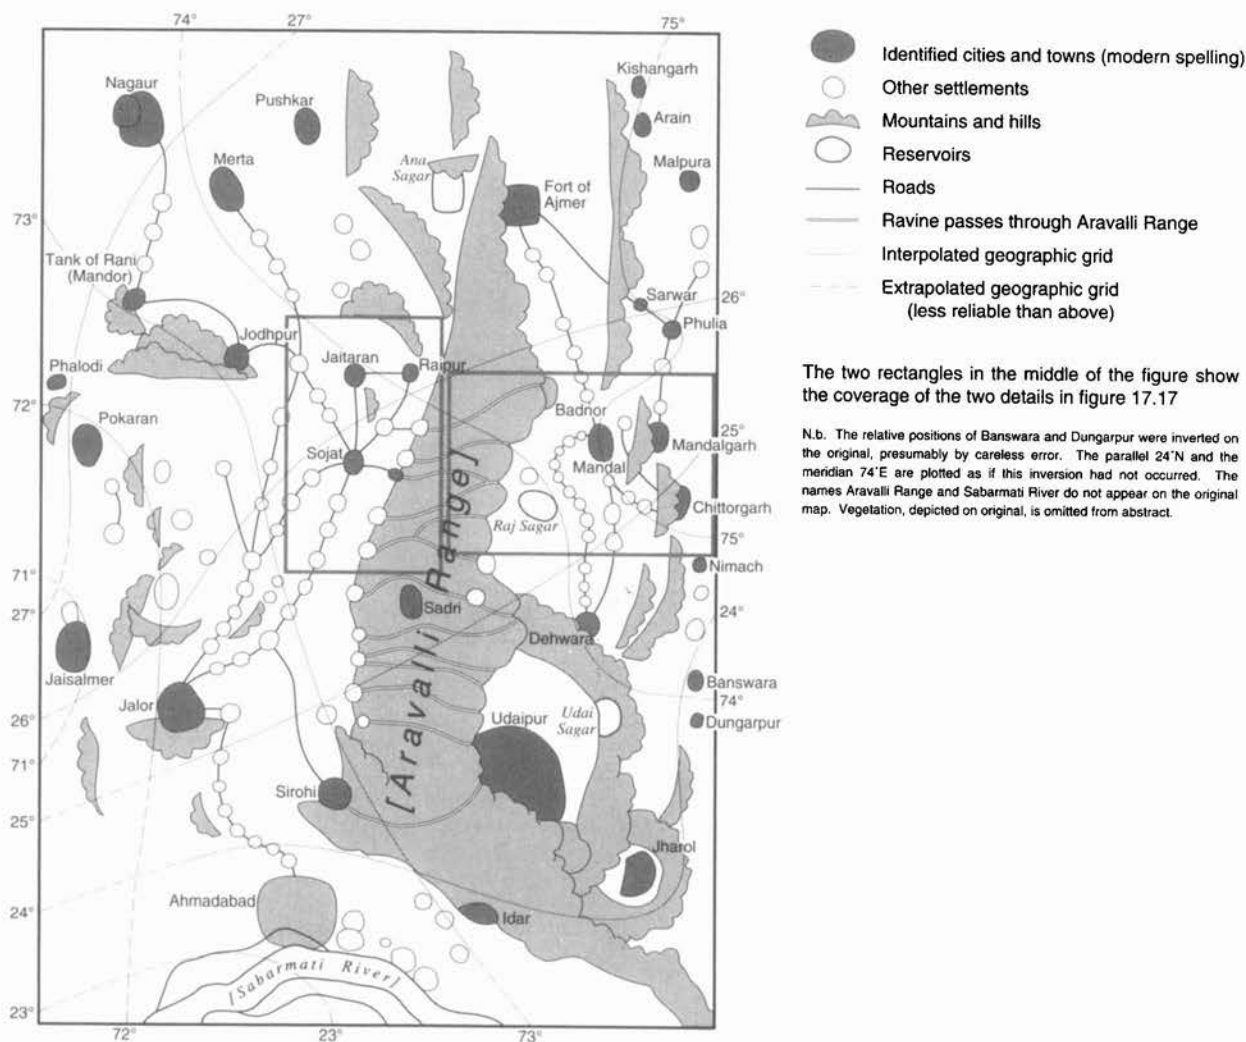 74°
27°
75°
Nagaur
Pushkar
Kishangarh
Arain
Merta
Ana
Sagar
Malpura
Fort of
Ajmer
73°
Tank of Rani
(Mandor)
Sarwar
26°
Phulia
Jodhpur
Jaitaran
Raipur
Phalodi
72°
Pokaran
Badnor
25°
Mandalgarh
Sojat
Mandal
Chittorgarh
Raj Sagar
75°
Nimach
71°
27°
Sadri
24°
Dehwara
[Aravalli Range]
Jaisalmer
Banswara
74°
Jalor
26°
Udaipur
Udai
Sagar
Dungarpur
71°
Sirohi
25°
Jharol
Ahmadabad
24°
Idar
[Sabarmati River]
23°
72°
23°
73°
Identified cities and towns (modern spelling)
Other settlements
Mountains and hills
Reservoirs
Roads
Ravine passes through Aravalli Range
Interpolated geographic grid
Extrapolated geographic grid
(less reliable than above)
The two rectangles in the middle of the figure show
the coverage of the two details in figure 17.17
N.b. The relative positions of Banswara and Dungarpur were inverted on
the original, presumably by careless error. The parallel 24°N and the
meridian 74°E are plotted as if this inversion had not occurred. The
names Aravalli Range and Sabarmati River do not appear on the original
map. Vegetation, depicted on original, is omitted from abstract.